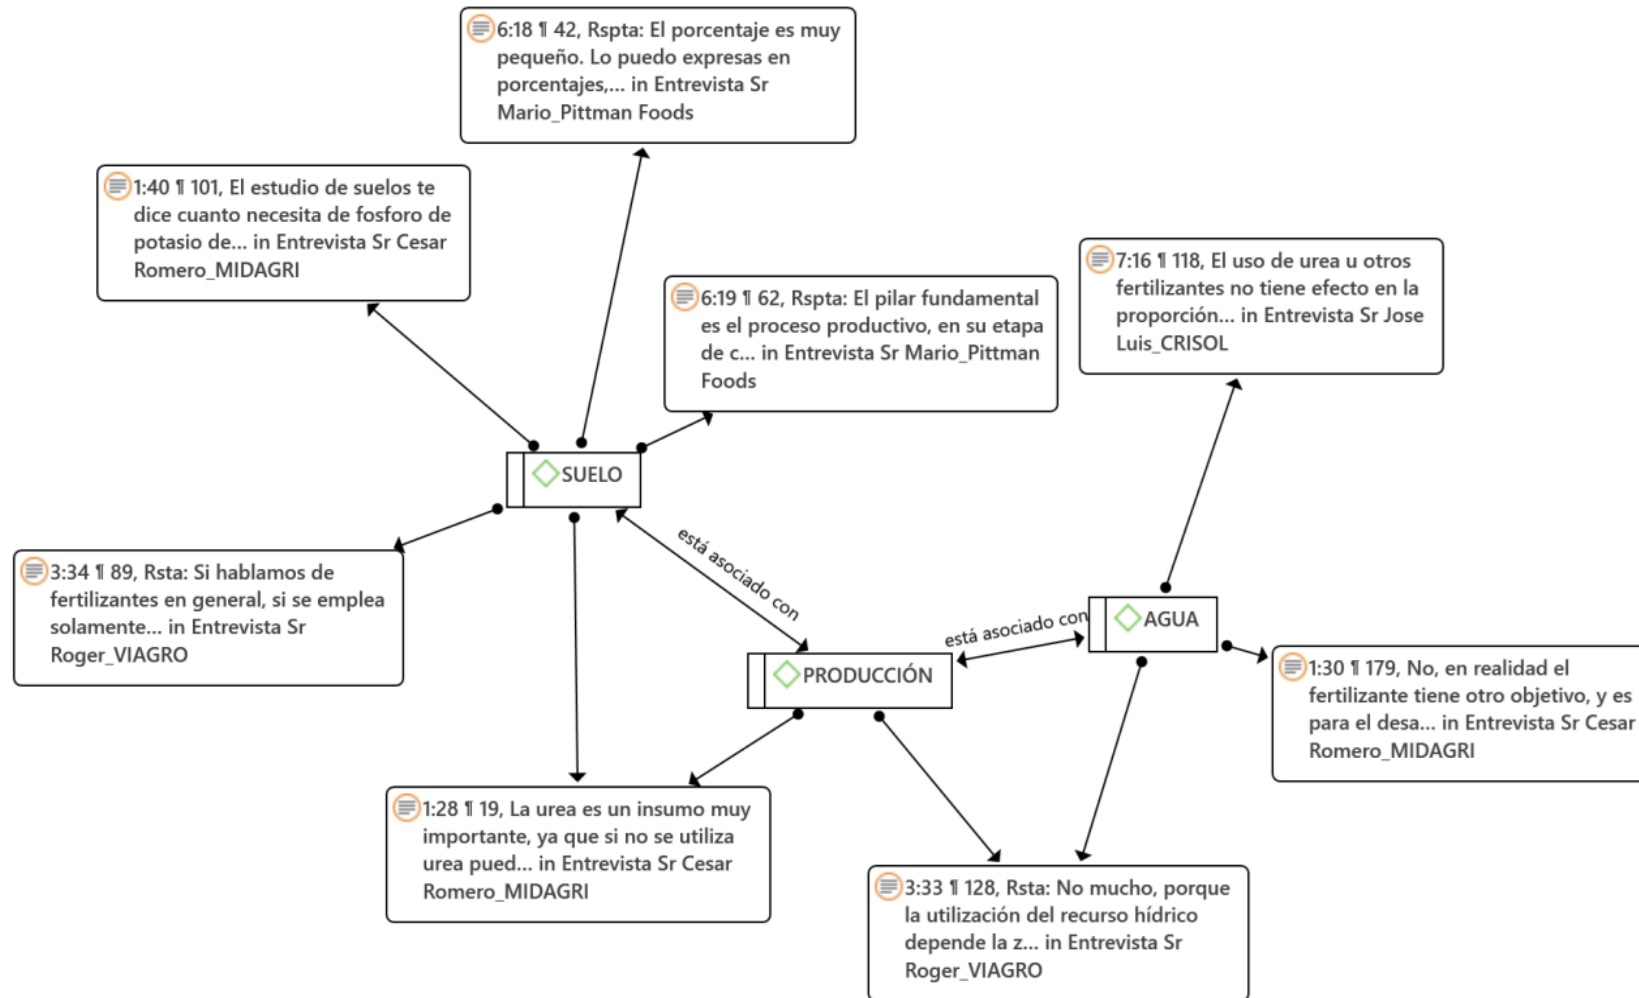 6:18 ¶ 42, Rspta: El porcentaje es muy
pequeño. Lo puedo expresas en
porcentajes,... in Entrevista Sr
Mario_Pittman Foods
1:40 ¶ 101, El estudio de suelos te
dice cuanto necesita de fosforo de
potasio de... in Entrevista Sr Cesar
Romero_MIDAGRI
7:16 ¶ 118, El uso de urea u otros
fertilizantes no tiene efecto en la
proporción... in Entrevista Sr Jose
Luis_CRISOL
6:19 ¶ 62, Rspta: El pilar fundamental
es el proceso productivo, en su etapa
de c... in Entrevista Sr Mario_Pittman
Foods
SUELO
está asociado con
3:34 ¶ 89, Rsta: Si hablamos de
fertilizantes en general, si se emplea
solamente... in Entrevista Sr
Roger_VIAGRO
está asociado con
AGUA
PRODUCCIÓN
1:30 ¶ 179, No, en realidad el
fertilizante tiene otro objetivo, y es
para el desa... in Entrevista Sr Cesar
Romero_MIDAGRI
1:28 ¶ 19, La urea es un insumo muy
importante, ya que si no se utiliza
urea pued... in Entrevista Sr Cesar
Romero_MIDAGRI
3:33 ¶ 128, Rsta: No mucho, porque
la utilización del recurso hídrico
depende la z... in Entrevista Sr
Roger_VIAGRO